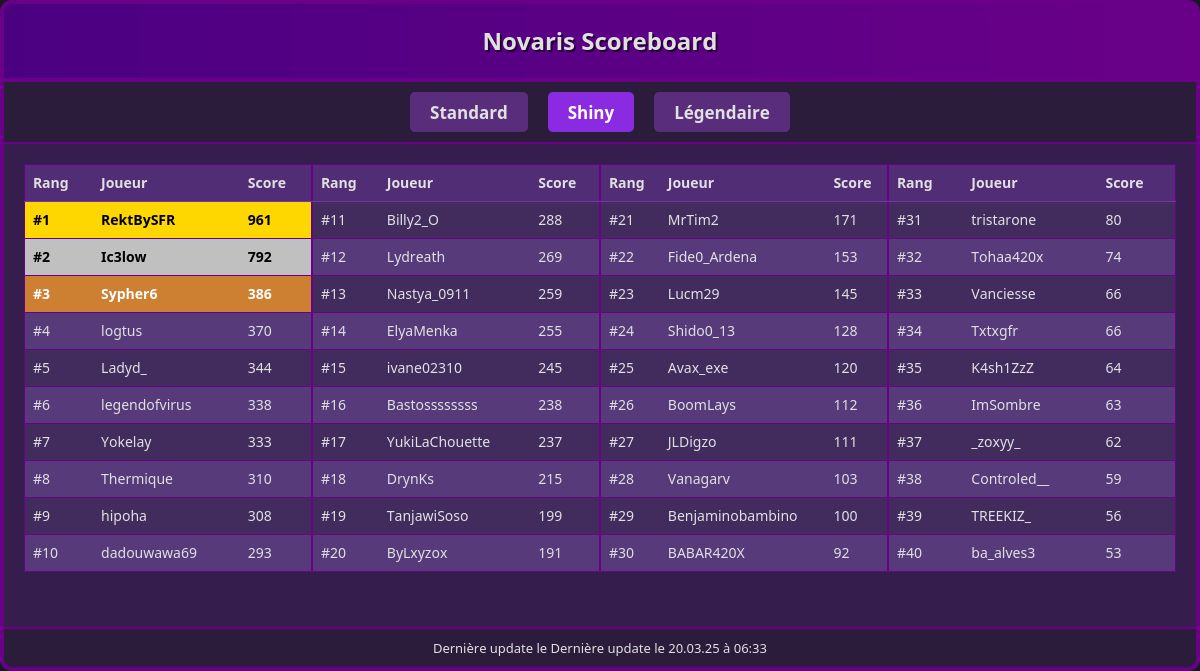 Novaris Scoreboard
Standard Shiny Légendaire
Rang Joueur Score Rang Joueur Score Rang Joueur Score Rang Joueur Score
#1 RektBySFR 961 #11 Billy2_O 288 #21 MrTim2 171 #31 tristarone 80
#2 Ic3low 792 #12 Lydreath 269 #22 Fide0_Ardena 153 #32 Tohaa420x 74
#3 Sypher6 386 #13 Nastya_0911 259 #23 Lucm29 145 #33 Vanciesse 66
#4 logtus 370 #14 ElyaMenka 255 #24 Shido0_13 128 #34 Txtxgfr 66
#5 Ladyd_ 344 #15 ivane02310 245 #25 Avax_exe 120 #35 K4sh1ZzZ 64
#6 legendofvirus 338 #16 Bastossssssss 238 #26 BoomLays 112 #36 ImSombre 63
#7 Yokelay 333 #17 YukiLaChouette 237 #27 JLDigzo 111 #37 _zoxyy_ 62
#8 Thermique 310 #18 DrynKs 215 #28 Vanagarv 103 #38 Controled__ 59
#9 hipoha 308 #19 TanjawiSoso 199 #29 Benjaminobambino 100 #39 TREEKIZ_ 56
#10 dadouwawa69 293 #20 ByLxyzox 191 #30 BABAR420X 92 #40 ba_alves3 53
Dernière update le Dernière update le 20.03.25 à 06:33